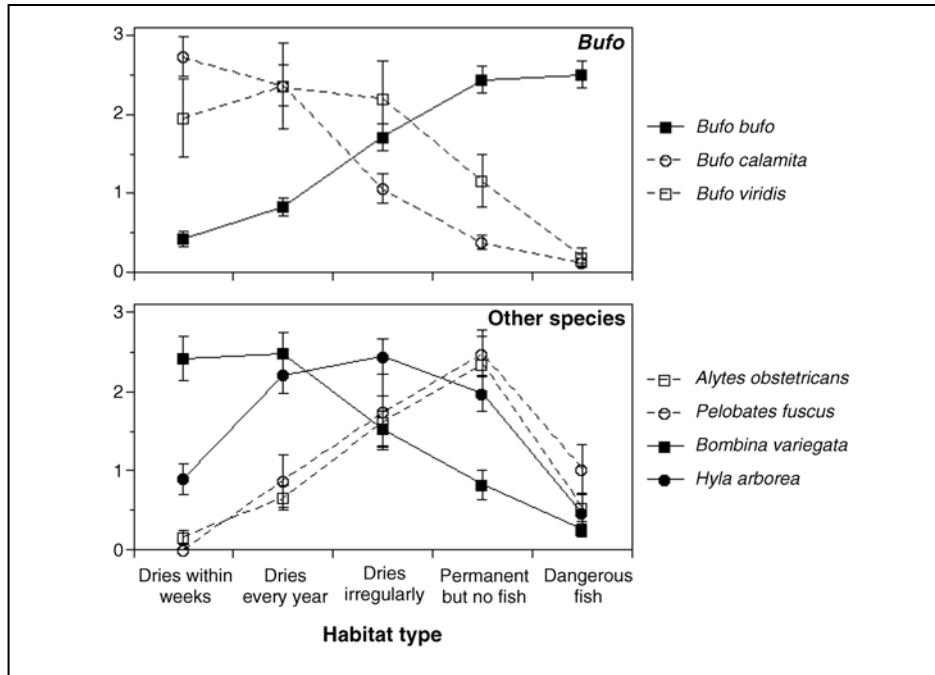 3
Bufo
2
1
0
Bufo bufo
Bufo calamita
Bufo viridis
3
Other species
2
1
0
Alytes obstetricans
Pelobates fuscus
Bombina variegata
Hyla arborea
Dries within
weeks
Dries
every year
Dries
irregularly
Permanent
but no fish
Dangerous
fish
Habitat type